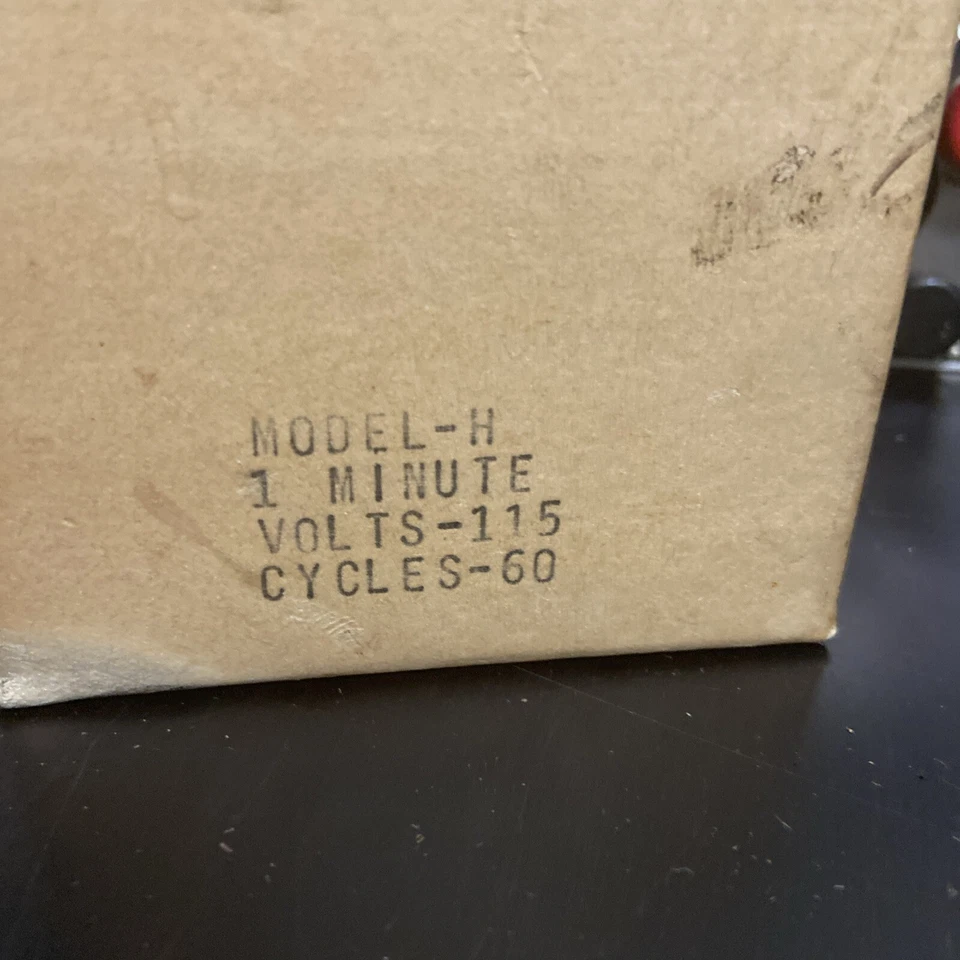 MODEL-H
1 MINUTE
VOLTS-115
CYCLES-60